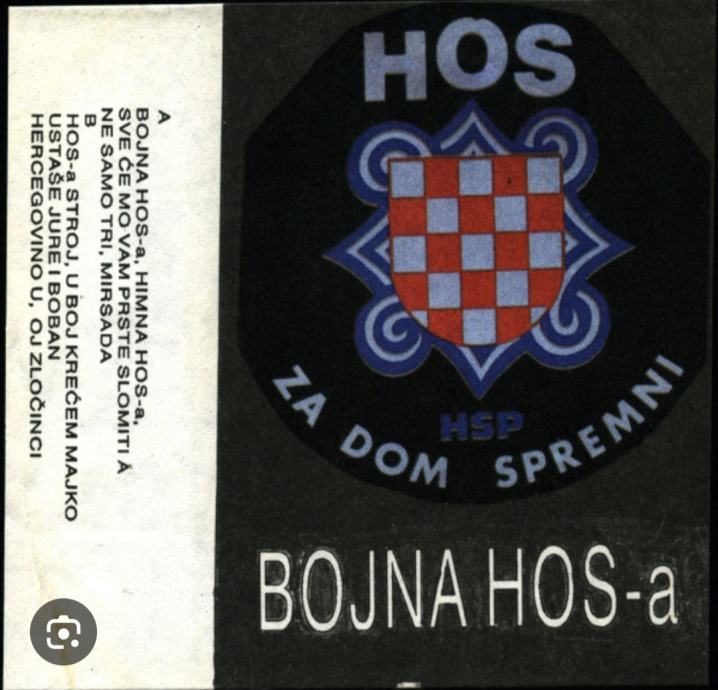 HOS
HSP
ZA DOM SPREMNI
BOJNA HOS-a
A
BOJNA HOS-a, HIMNA HOS-a,
SVE ĆE MO VAM PRSTE SLOMITI Á
NE SAMO TRI, MIRSADA
B
HOS-a STROJ, U BOJ KREĆEM MAJKO
USTAŠE JURE I BOBAN
HERCEGOVINO U, OJ ZLOČINCI